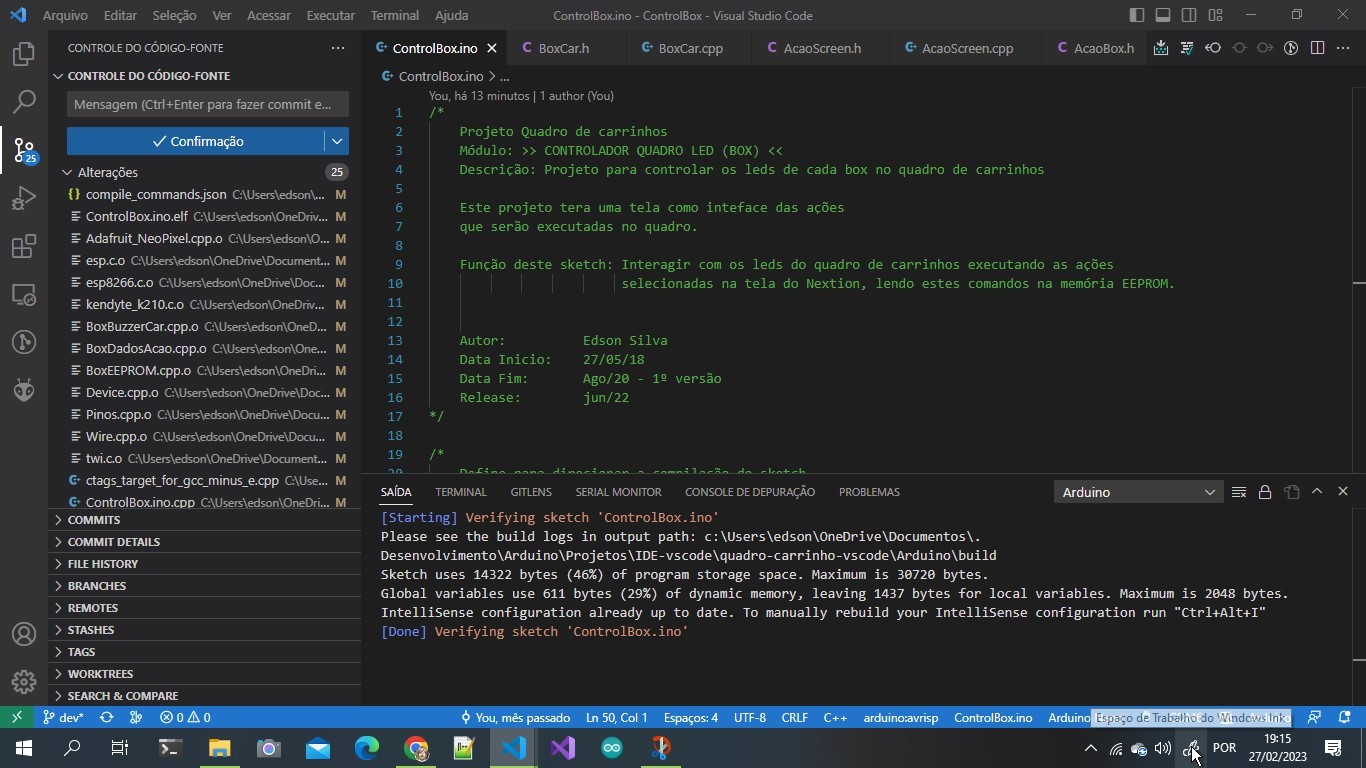 Arquivo Editar Seleção Ver Acessar Executar Terminal Ajuda ControlBox.ino - ControlBox - Visual Studio Code
CONTROLE DO CÓDIGO-FONTE ...
ControlBox.ino BoxCar.h BoxCar.cpp AcaoScreen.h AcaoScreen.cpp AcaoBox.h
CONTROLE DO CÓDIGO-FONTE
Mensagem (Ctrl+Enter para fazer commit e...
Confirmação
25
Alterações 25
compile_commands.json C:\Users\edson\... M
ControlBox.ino.elf C:\Users\edson\OneDriv... M
Adafruit_NeoPixel.cpp.o C:\Users\edson\O... M
esp.c.o C:\Users\edson\OneDrive\Document... M
esp8266.c.o C:\Users\edson\OneDrive\Doc... M
kendyte_k210.c.o C:\Users\edson\OneDriv... M
BoxBuzzerCar.cpp.o C:\Users\edson\OneD... M
BoxDadosAcao.cpp.o C:\Users\edson\One... M
BoxEEPROM.cpp.o C:\Users\edson\OneDri... M
Device.cpp.o C:\Users\edson\OneDrive\Doc... M
Pinos.cpp.o C:\Users\edson\OneDrive\Docu... M
Wire.cpp.o C:\Users\edson\OneDrive\Docu... M
twi.c.o C:\Users\edson\OneDrive\Document... M
ctags_target_for_gcc_minus_e.cpp C:\Use... M
ControlBox.ino.cpp C:\Users\edson\OneDri... M
COMMITS
COMMIT DETAILS
FILE HISTORY
BRANCHES
REMOTES
STASHES
TAGS
WORKTREES
SEARCH & COMPARE
ControlBox.ino > ...
You, há 13 minutos | 1 author (You)
1 /*
2 Projeto Quadro de carrinhos
3 Módulo: >> CONTROLADOR QUADRO LED (BOX) <<
4 Descrição: Projeto para controlar os leds de cada box no quadro de carrinhos
5
6 Este projeto tera uma tela como inteface das ações
7 que serão executadas no quadro.
8
9 Função deste sketch: Interagir com os leds do quadro de carrinhos executando as ações
10 selecionadas na tela do Nextion, lendo estes comandos na memória EEPROM.
11
12
13 Autor: Edson Silva
14 Data Inicio: 27/05/18
15 Data Fim: Ago/20 - 1º versão
16 Release: jun/22
17 */
18
19 /*
20 Define para direcionar a compilação do sketch
SAÍDA TERMINAL GITLENS SERIAL MONITOR CONSOLE DE DEPURAÇÃO PROBLEMAS Arduino
[Starting] Verifying sketch 'ControlBox.ino'
Please see the build logs in output path: c:\Users\edson\OneDrive\Documentos\.
Desenvolvimento\Arduino\Projetos\IDE-vscode\quadro-carrinho-vscode\Arduino\build
Sketch uses 14322 bytes (46%) of program storage space. Maximum is 30720 bytes.
Global variables use 611 bytes (29%) of dynamic memory, leaving 1437 bytes for local variables. Maximum is 2048 bytes.
IntelliSense configuration already up to date. To manually rebuild your IntelliSense configuration run "Ctrl+Alt+I"
[Done] Verifying sketch 'ControlBox.ino'
dev* 0 0 You, mês passado Ln 50, Col 1 Espaços: 4 UTF-8 CRLF C++ arduino:avrisp ControlBox.ino Arduino
Espaço de Trabalho do Windows Ink
POR 19:15
27/02/2023